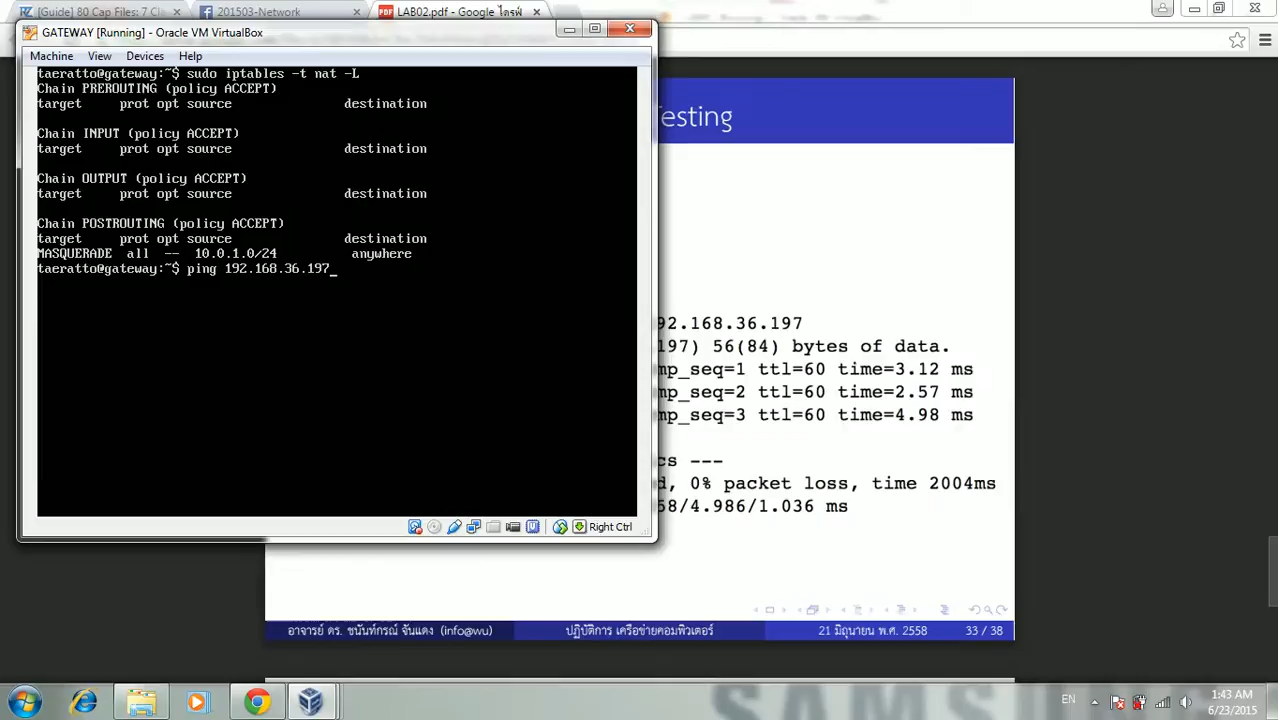 [Guide] 80 Cap Files: 7 Cle
201503-Network
LAB02.pdf - Google ไดรฟ์
GATEWAY [Running] - Oracle VM VirtualBox
Machine View Devices Help
taeratto@gateway:~$ sudo iptables -t nat -L
Chain PREROUTING (policy ACCEPT)
target prot opt source destination
Chain INPUT (policy ACCEPT)
target prot opt source destination
Chain OUTPUT (policy ACCEPT)
target prot opt source destination
Chain POSTROUTING (policy ACCEPT)
target prot opt source destination
MASQUERADE all -- 10.0.1.0/24 anywhere
taeratto@gateway:~$ ping 192.168.36.197_
Right Ctrl
Testing
92.168.36.197
197) 56(84) bytes of data.
mp_seq=1 ttl=60 time=3.12 ms
mp_seq=2 ttl=60 time=2.57 ms
mp_seq=3 ttl=60 time=4.98 ms
cs ---
d, 0% packet loss, time 2004ms
58/4.986/1.036 ms
อาจารย์ ดร. ชนันท์กรณ์ จันแดง (info@wu)
ปฏิบัติการ เครือข่ายคอมพิวเตอร์
21 มิถุนายน พ.ศ. 2558
33 / 38
EN
1:43 AM
6/23/2015